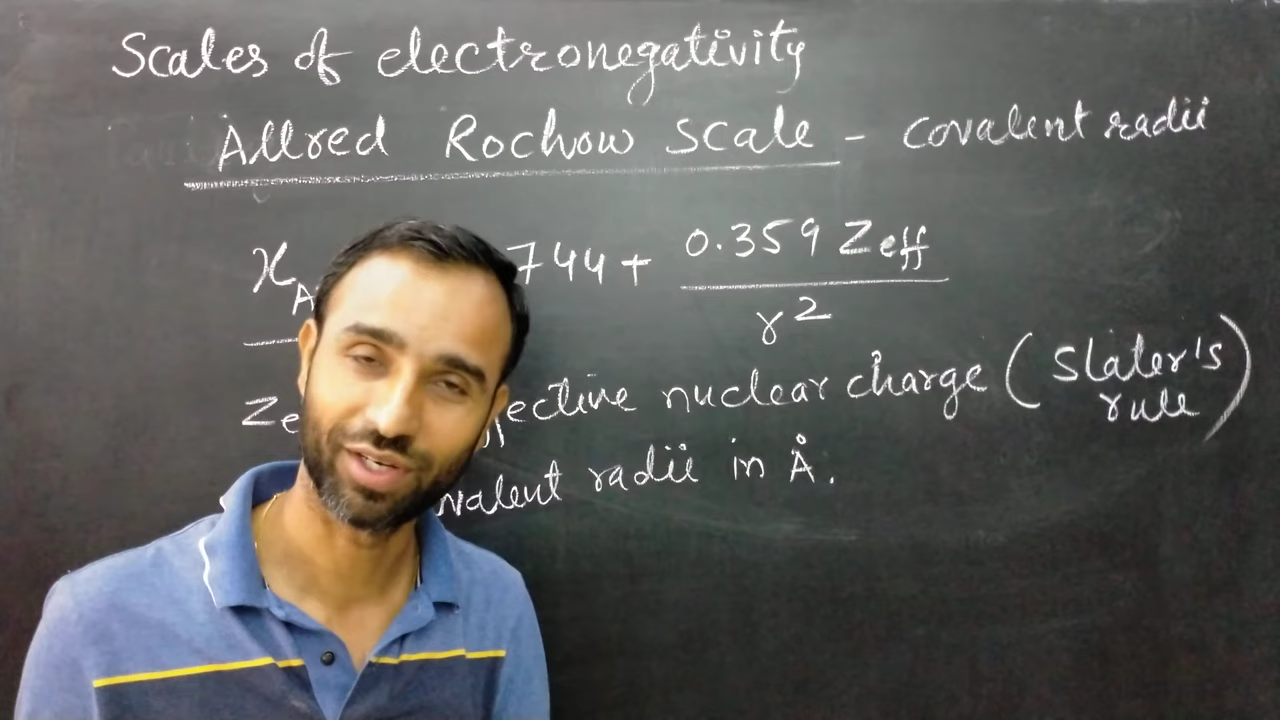 Scales of electronegativity
Allred Rochow Scale - covalent radii
χA 744 + 0.359 Zeff / r²
Ze ective nuclear charge (Slater's rule)
valent radii in Å.